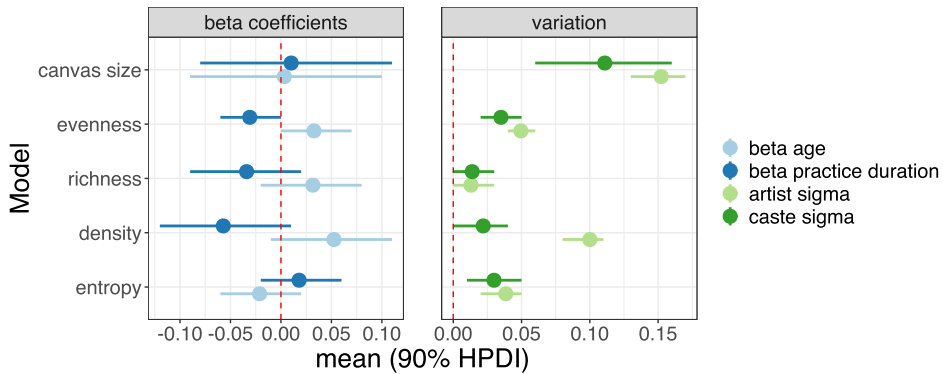 beta coefficients
variation
Model
canvas size
evenness
richness
density
entropy
-0.10 -0.05 0.00 0.05 0.10
0.00 0.05 0.10 0.15
mean (90% HPDI)
beta age
beta practice duration
artist sigma
caste sigma